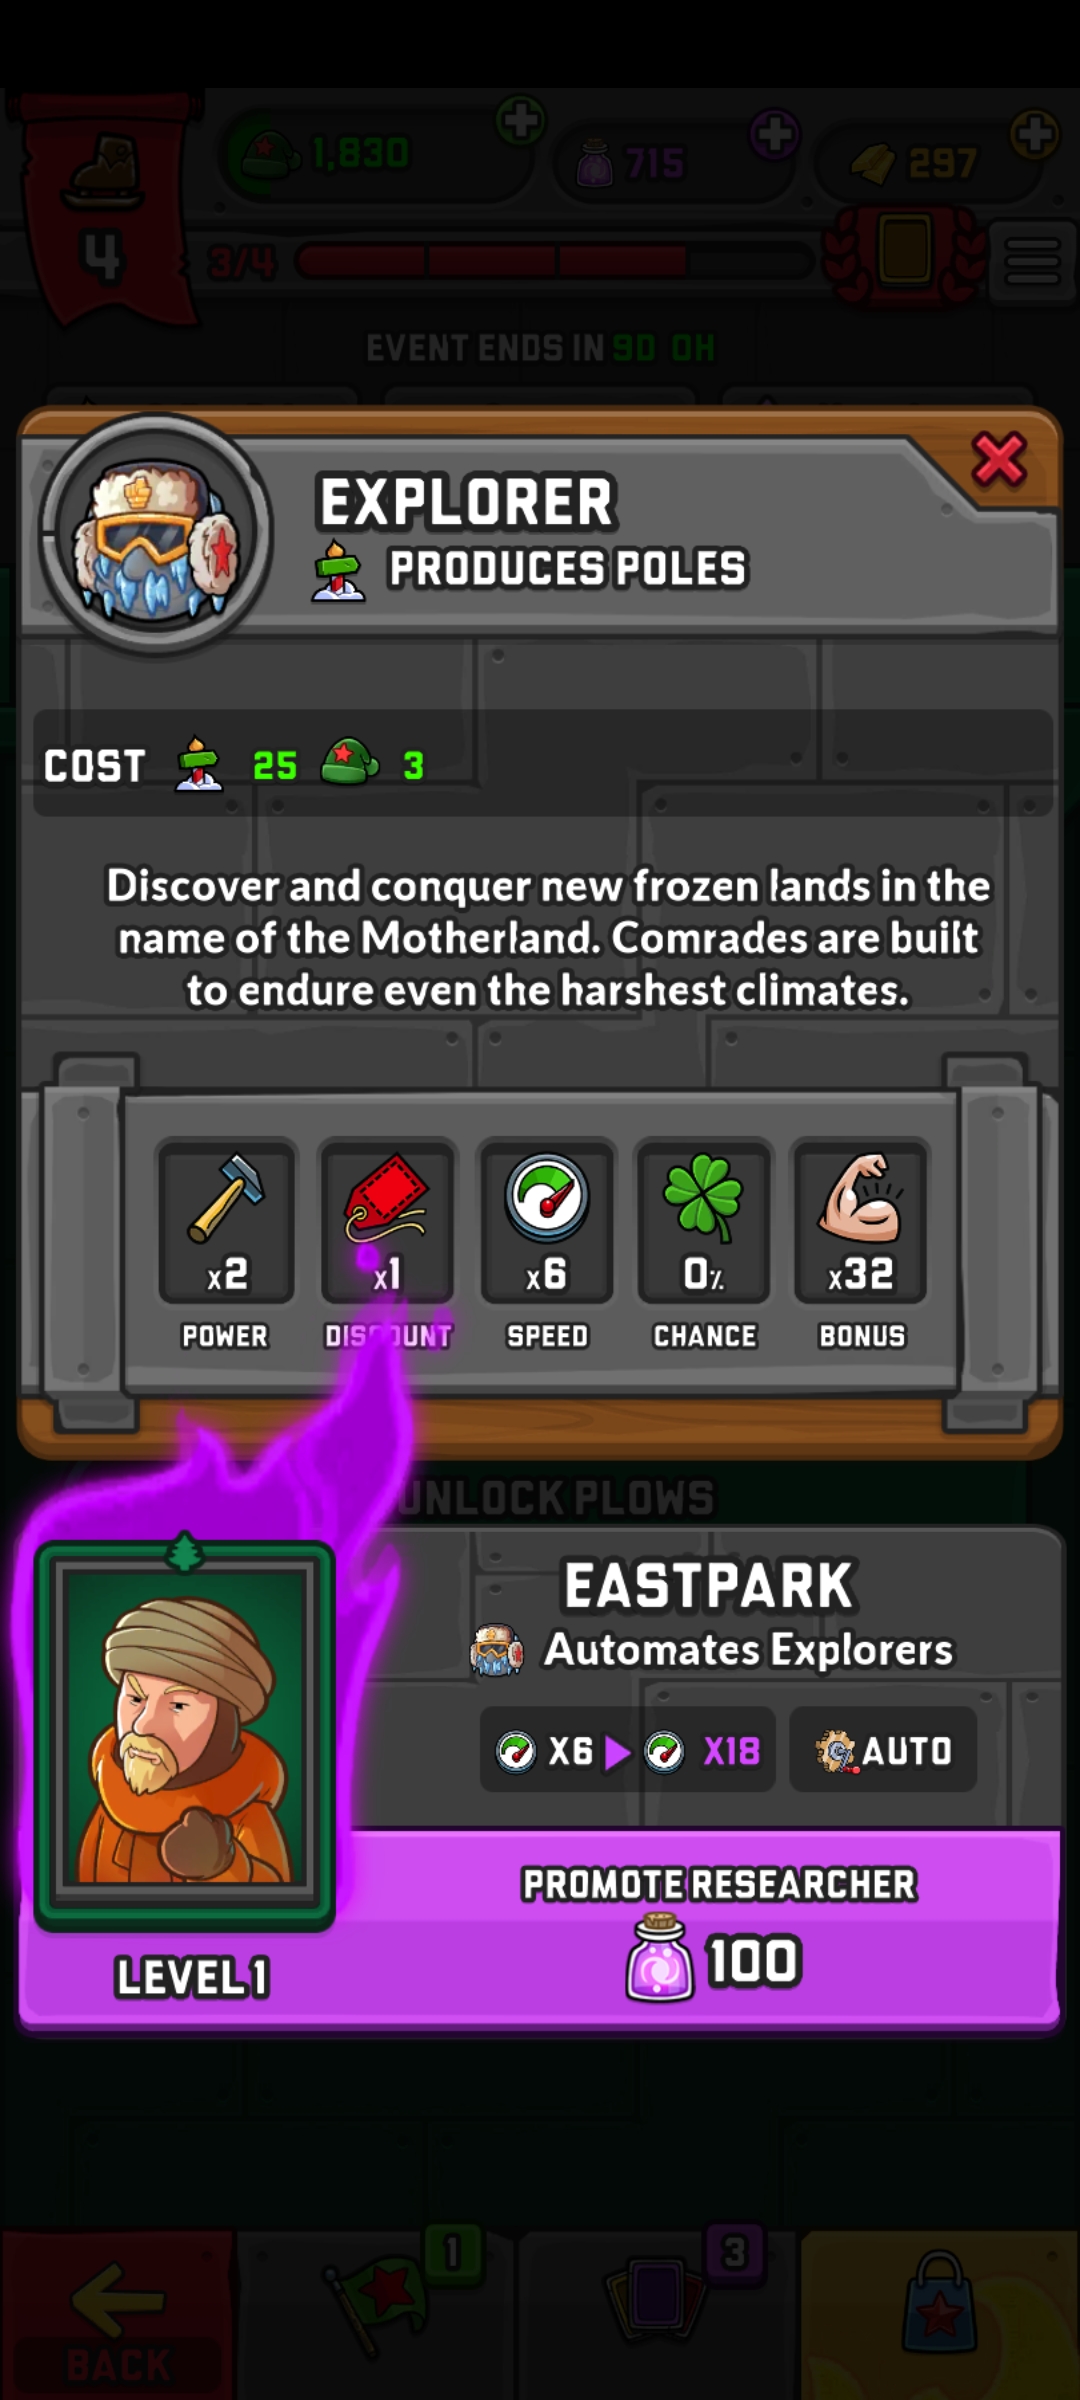 1,830
715
297
4
3/4
EVENT ENDS IN 9D 0H
EXPLORER
PRODUCES POLES
COST 25 3
Discover and conquer new frozen lands in the
name of the Motherland. Comrades are built
to endure even the harshest climates.
x2 x1 x6 0% x32
POWER DISCOUNT SPEED CHANCE BONUS
UNLOCK PLOWS
EASTPARK
Automates Explorers
X6 X18 AUTO
PROMOTE RESEARCHER
100
LEVEL 1
1
3
BACK